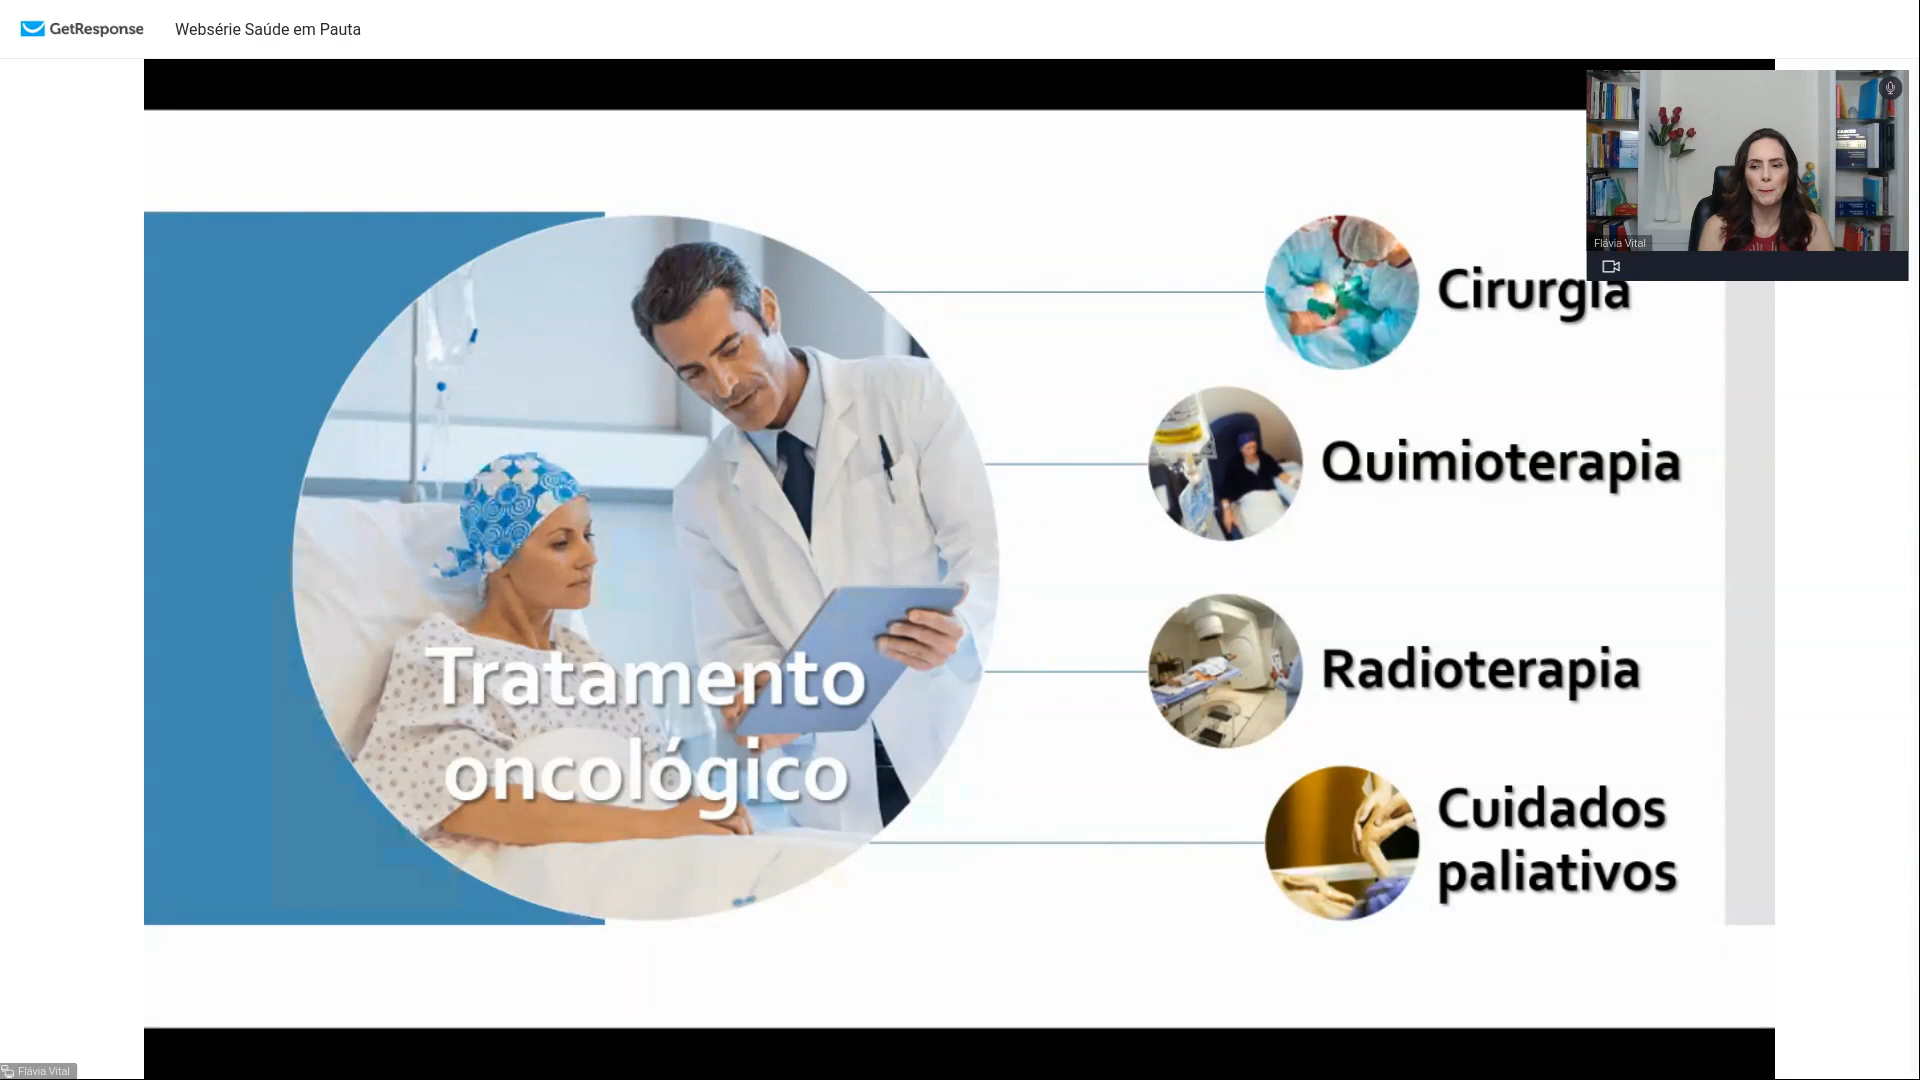 GetResponse
Websérie Saúde em Pauta
Flávia Vital
Cirurgia
Quimioterapia
Tratamento
oncológico
Radioterapia
Cuidados
paliativos
Flávia Vital